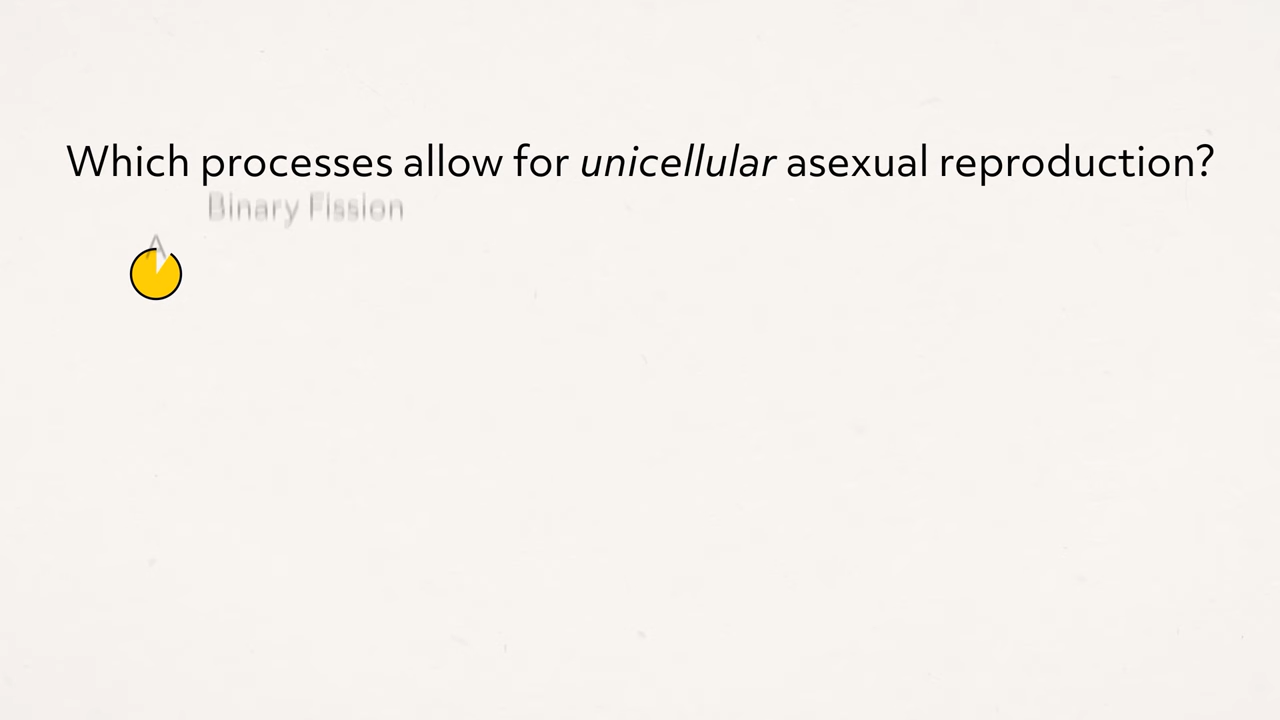 Which processes allow for unicellular asexual reproduction?
Binary Fission
A